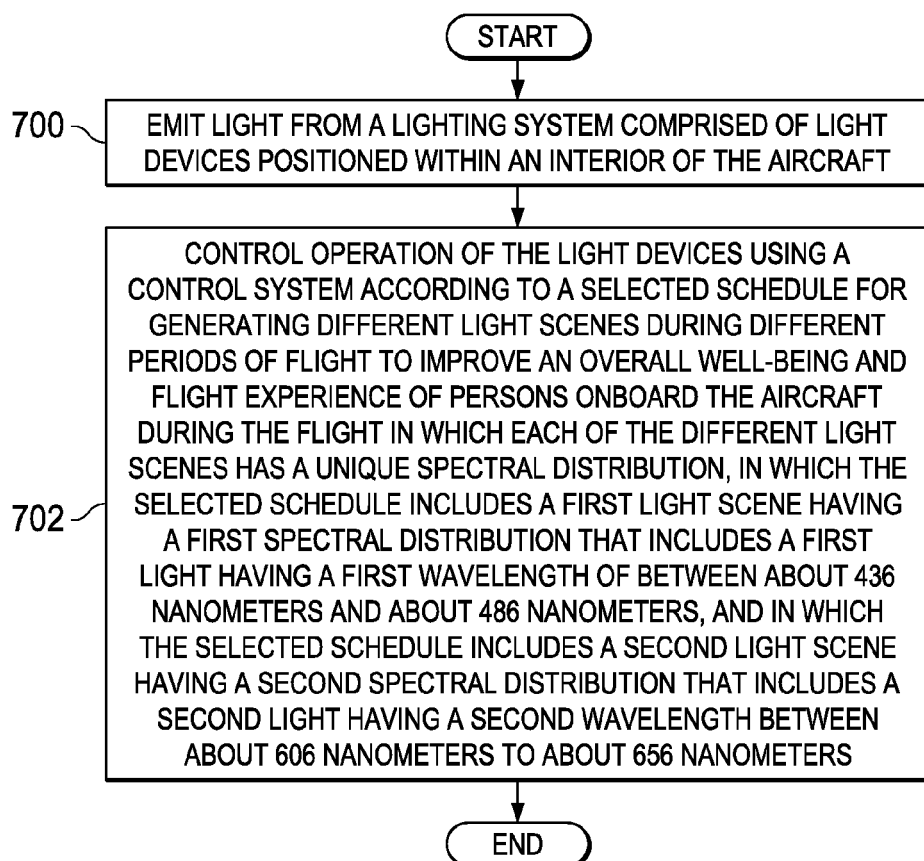 START
700
EMIT LIGHT FROM A LIGHTING SYSTEM COMPRISED OF LIGHT
DEVICES POSITIONED WITHIN AN INTERIOR OF THE AIRCRAFT
702
CONTROL OPERATION OF THE LIGHT DEVICES USING A
CONTROL SYSTEM ACCORDING TO A SELECTED SCHEDULE FOR
GENERATING DIFFERENT LIGHT SCENES DURING DIFFERENT
PERIODS OF FLIGHT TO IMPROVE AN OVERALL WELL-BEING AND
FLIGHT EXPERIENCE OF PERSONS ONBOARD THE AIRCRAFT
DURING THE FLIGHT IN WHICH EACH OF THE DIFFERENT LIGHT
SCENES HAS A UNIQUE SPECTRAL DISTRIBUTION, IN WHICH THE
SELECTED SCHEDULE INCLUDES A FIRST LIGHT SCENE HAVING
A FIRST SPECTRAL DISTRIBUTION THAT INCLUDES A FIRST
LIGHT HAVING A FIRST WAVELENGTH OF BETWEEN ABOUT 436
NANOMETERS AND ABOUT 486 NANOMETERS, AND IN WHICH
THE SELECTED SCHEDULE INCLUDES A SECOND LIGHT SCENE
HAVING A SECOND SPECTRAL DISTRIBUTION THAT INCLUDES A
SECOND LIGHT HAVING A SECOND WAVELENGTH BETWEEN
ABOUT 606 NANOMETERS TO ABOUT 656 NANOMETERS
END